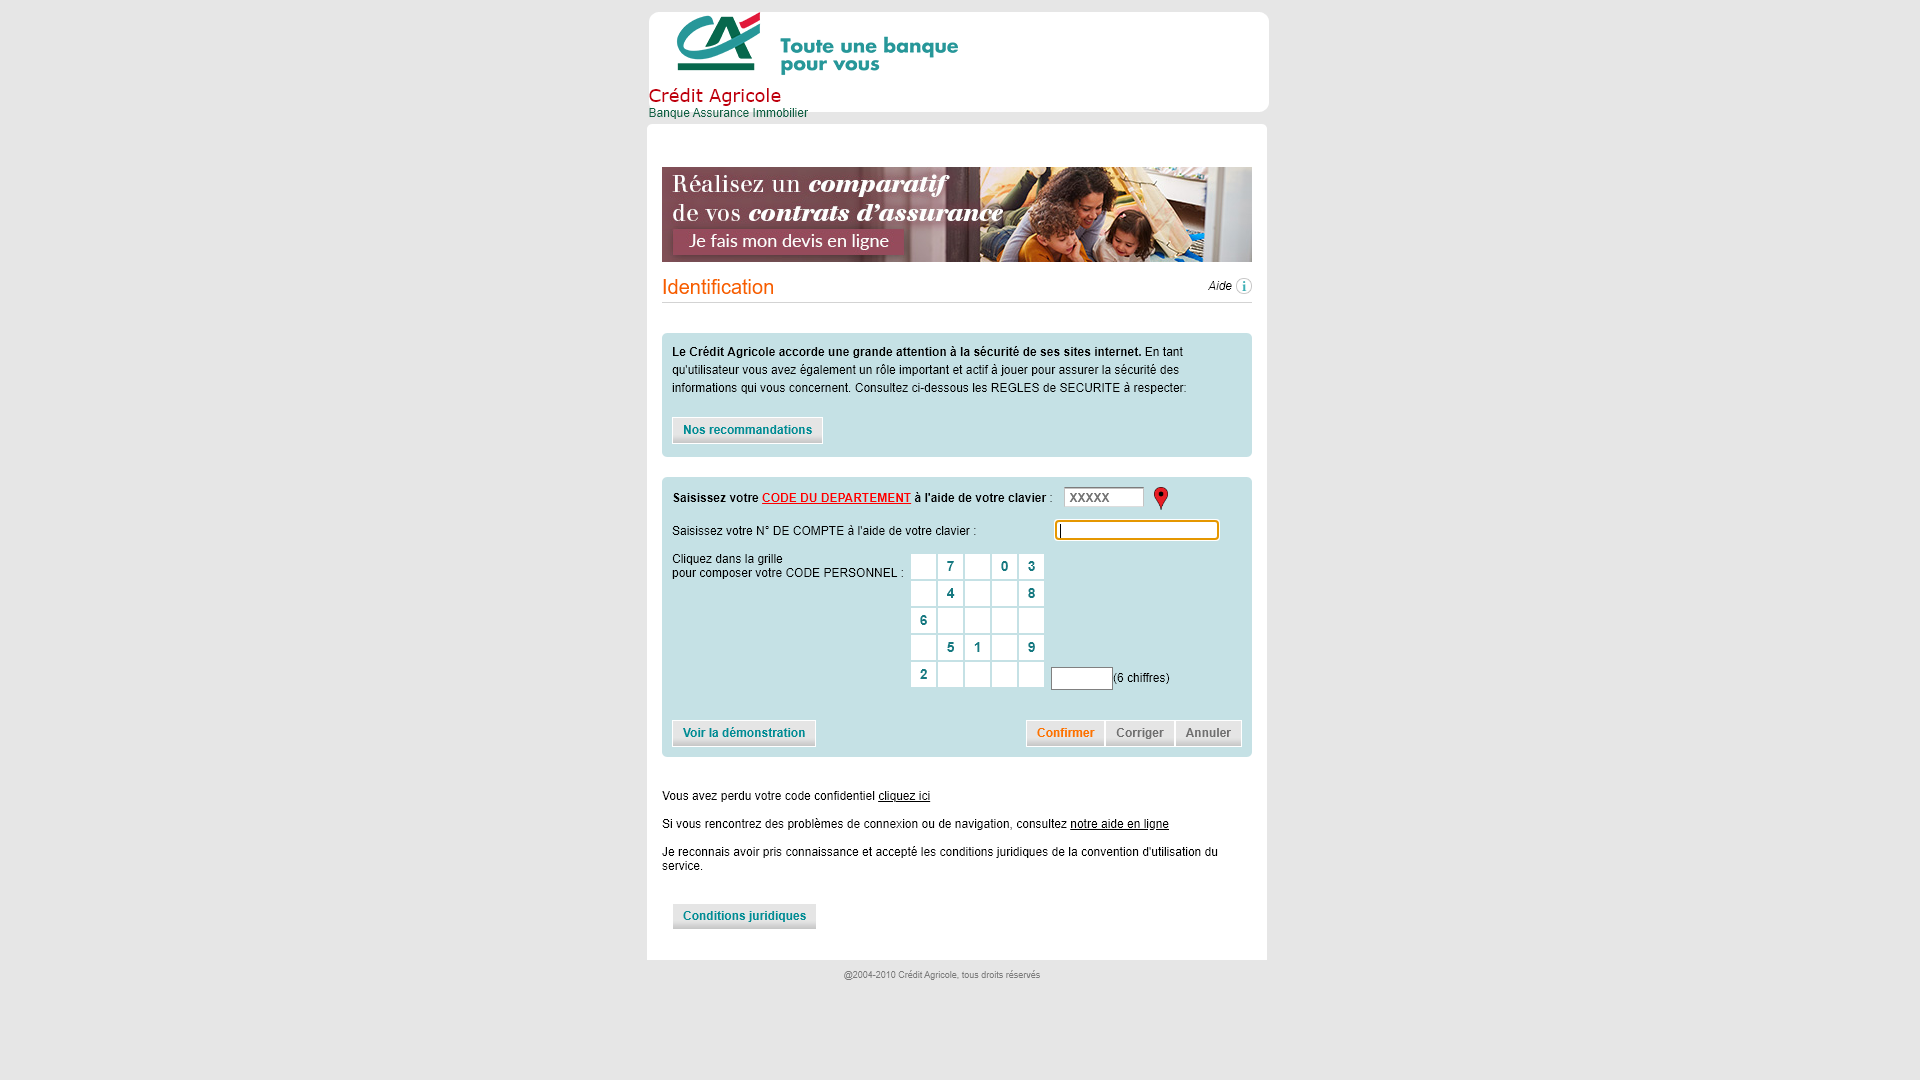 CA
Toute une banque
pour vous
Crédit Agricole
Banque Assurance Immobilier
Réalisez un comparatif
de vos contrats d'assurance
Je fais mon devis en ligne
Identification
Aide i
Le Crédit Agricole accorde une grande attention à la sécurité de ses sites internet. En tant
qu'utilisateur vous avez également un rôle important et actif à jouer pour assurer la sécurité des
informations qui vous concernent. Consultez ci-dessous les REGLES de SECURITE à respecter:
Nos recommandations
Saisissez votre CODE DU DEPARTEMENT à l'aide de votre clavier : XXXXX
Saisissez votre N° DE COMPTE à l'aide de votre clavier :
Cliquez dans la grille
pour composer votre CODE PERSONNEL :
7 0 3
4 8
6
5 1 9
2
(6 chiffres)
Voir la démonstration
Confirmer Corriger Annuler
Vous avez perdu votre code confidentiel cliquez ici
Si vous rencontrez des problèmes de connexion ou de navigation, consultez notre aide en ligne
Je reconnais avoir pris connaissance et accepté les conditions juridiques de la convention d'utilisation du
service.
Conditions juridiques
@2004-2010 Crédit Agricole, tous droits réservés